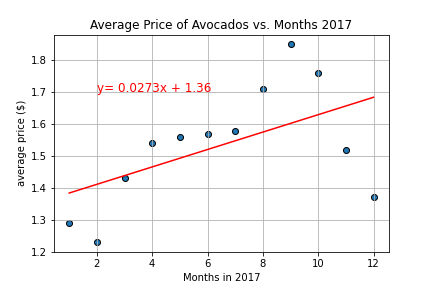 Average Price of Avocados vs. Months 2017
y= 0.0273x + 1.36
average price ($)
1.8
1.7
1.6
1.5
1.4
1.3
1.2
2 4 6 8 10 12
Months in 2017